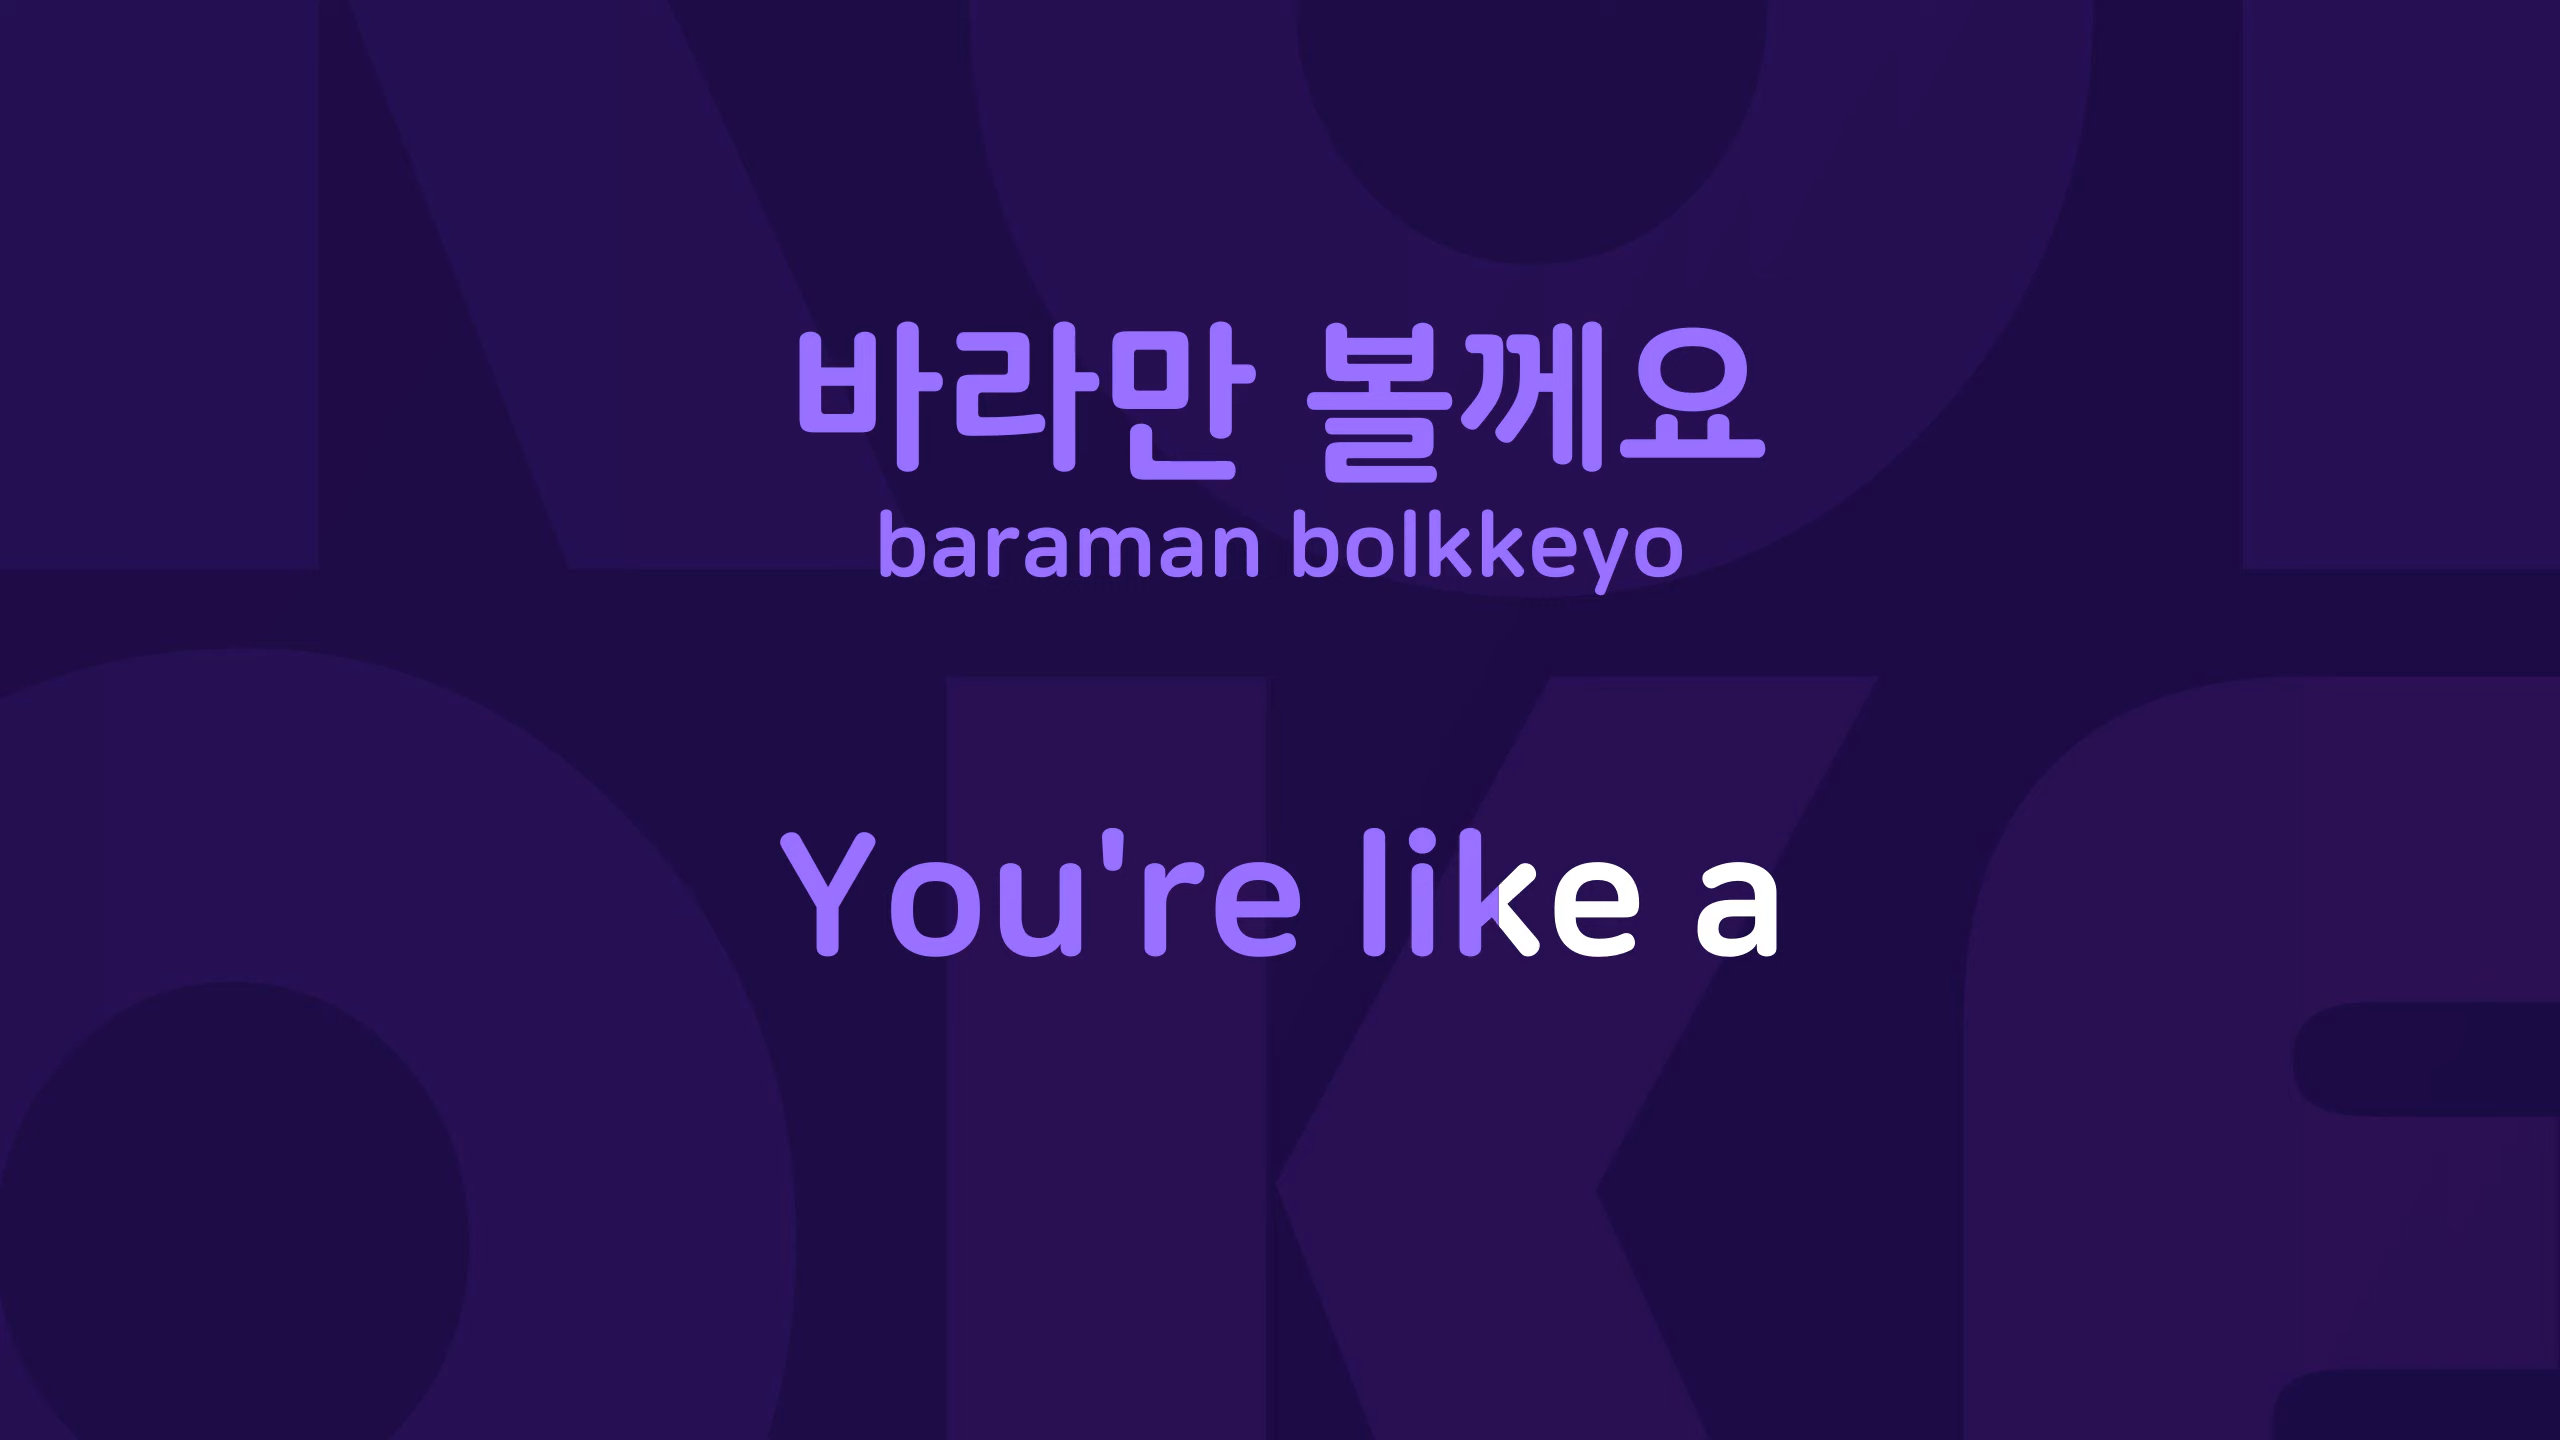 바라만 볼께요
baraman bolkkeyo
You're like a